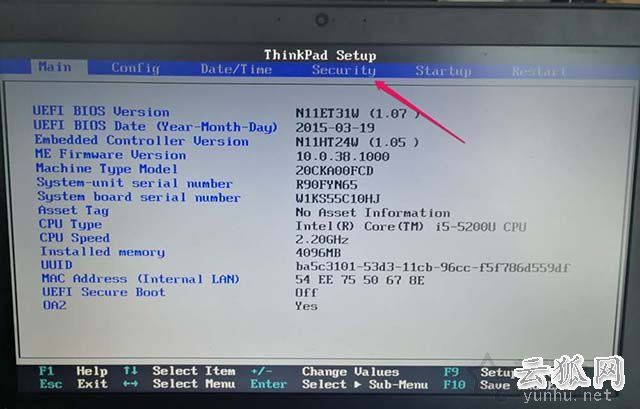 ThinkPad Setup
Main Config Date/Time Security Startup Restart
UEFI BIOS Version N11ET31W (1.07 )
UEFI BIOS Date (Year-Month-Day) 2015-03-19
Embedded Controller Version N11HT24W (1.05 )
ME Firmware Version 10.0.38.1000
Machine Type Model 20CKA00FCD
System-unit serial number R90FYN65
System board serial number W1KS55C10HJ
Asset Tag No Asset Information
CPU Type Intel(R) Core(TM) i5-5200U CPU
CPU Speed 2.20GHz
Installed memory 4096MB
UUID ba5c3101-53d3-11cb-96cc-f5f786d559df
MAC Address (Internal LAN) 54 EE 75 50 67 8E
UEFI Secure Boot Off
OA2 Yes
F1 Help ↑↓ Select Item +/- Change Values F9 Setup
Esc Exit ↔ Select Menu Enter Select ▶ Sub-Menu F10 Save
云狐网
yunhu.net